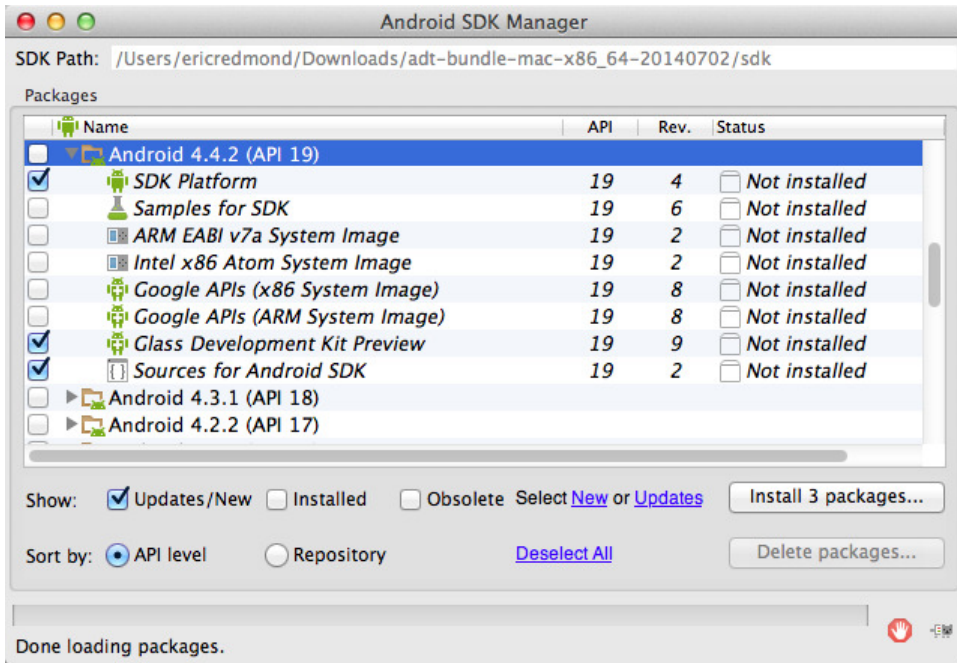 Android SDK Manager
SDK Path: /Users/ericredmond/Downloads/adt-bundle-mac-x86_64-20140702/sdk
Packages
Name API Rev. Status
Android 4.4.2 (API 19)
SDK Platform 19 4 Not installed
Samples for SDK 19 6 Not installed
ARM EABI v7a System Image 19 2 Not installed
Intel x86 Atom System Image 19 2 Not installed
Google APIs (x86 System Image) 19 8 Not installed
Google APIs (ARM System Image) 19 8 Not installed
Glass Development Kit Preview 19 9 Not installed
{} Sources for Android SDK 19 2 Not installed
Android 4.3.1 (API 18)
Android 4.2.2 (API 17)
Show: Updates/New Installed Obsolete Select New or Updates Install 3 packages...
Sort by: API level Repository Deselect All Delete packages...
Done loading packages.